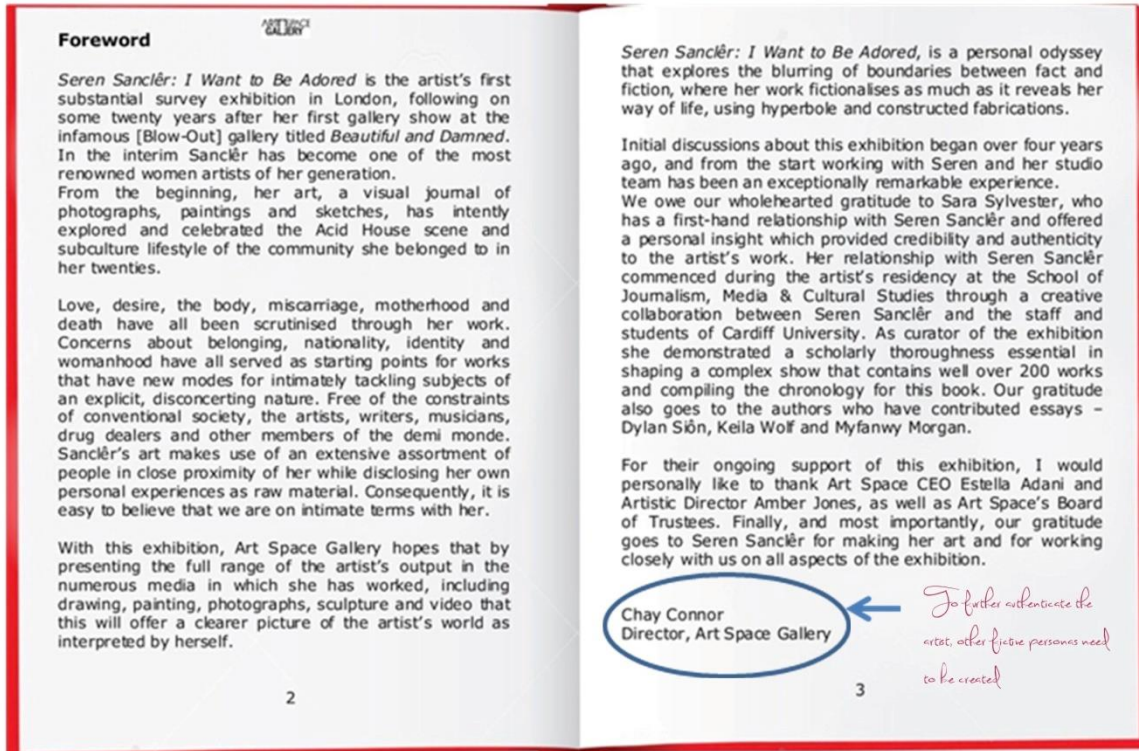 Foreword
ART SPACE
GALLERY
Seren Sanclêr: I Want to Be Adored is the artist's first
substantial survey exhibition in London, following on
some twenty years after her first gallery show at the
infamous [Blow-Out] gallery titled Beautiful and Damned.
In the interim Sanclêr has become one of the most
renowned women artists of her generation.
From the beginning, her art, a visual journal of
photographs, paintings and sketches, has intently
explored and celebrated the Acid House scene and
subculture lifestyle of the community she belonged to in
her twenties.
Love, desire, the body, miscarriage, motherhood and
death have all been scrutinised through her work.
Concerns about belonging, nationality, identity and
womanhood have all served as starting points for works
that have new modes for intimately tackling subjects of
an explicit, disconcerting nature. Free of the constraints
of conventional society, the artists, writers, musicians,
drug dealers and other members of the demi monde.
Sanclêr's art makes use of an extensive assortment of
people in close proximity of her while disclosing her own
personal experiences as raw material. Consequently, it is
easy to believe that we are on intimate terms with her.
With this exhibition, Art Space Gallery hopes that by
presenting the full range of the artist's output in the
numerous media in which she has worked, including
drawing, painting, photographs, sculpture and video that
this will offer a clearer picture of the artist's world as
interpreted by herself.
2
Seren Sanclêr: I Want to Be Adored, is a personal odyssey
that explores the blurring of boundaries between fact and
fiction, where her work fictionalises as much as it reveals her
way of life, using hyperbole and constructed fabrications.
Initial discussions about this exhibition began over four years
ago, and from the start working with Seren and her studio
team has been an exceptionally remarkable experience.
We owe our wholehearted gratitude to Sara Sylvester, who
has a first-hand relationship with Seren Sanclêr and offered
a personal insight which provided credibility and authenticity
to the artist's work. Her relationship with Seren Sanclêr
commenced during the artist's residency at the School of
Journalism, Media & Cultural Studies through a creative
collaboration between Seren Sanclêr and the staff and
students of Cardiff University. As curator of the exhibition
she demonstrated a scholarly thoroughness essential in
shaping a complex show that contains well over 200 works
and compiling the chronology for this book. Our gratitude
also goes to the authors who have contributed essays –
Dylan Siôn, Keila Wolf and Myfanwy Morgan.
For their ongoing support of this exhibition, I would
personally like to thank Art Space CEO Estella Adani and
Artistic Director Amber Jones, as well as Art Space's Board
of Trustees. Finally, and most importantly, our gratitude
goes to Seren Sanclêr for making her art and for working
closely with us on all aspects of the exhibition.
Chay Connor
Director, Art Space Gallery
To further authenticate the
artist, other fictive personas need
to be created
3